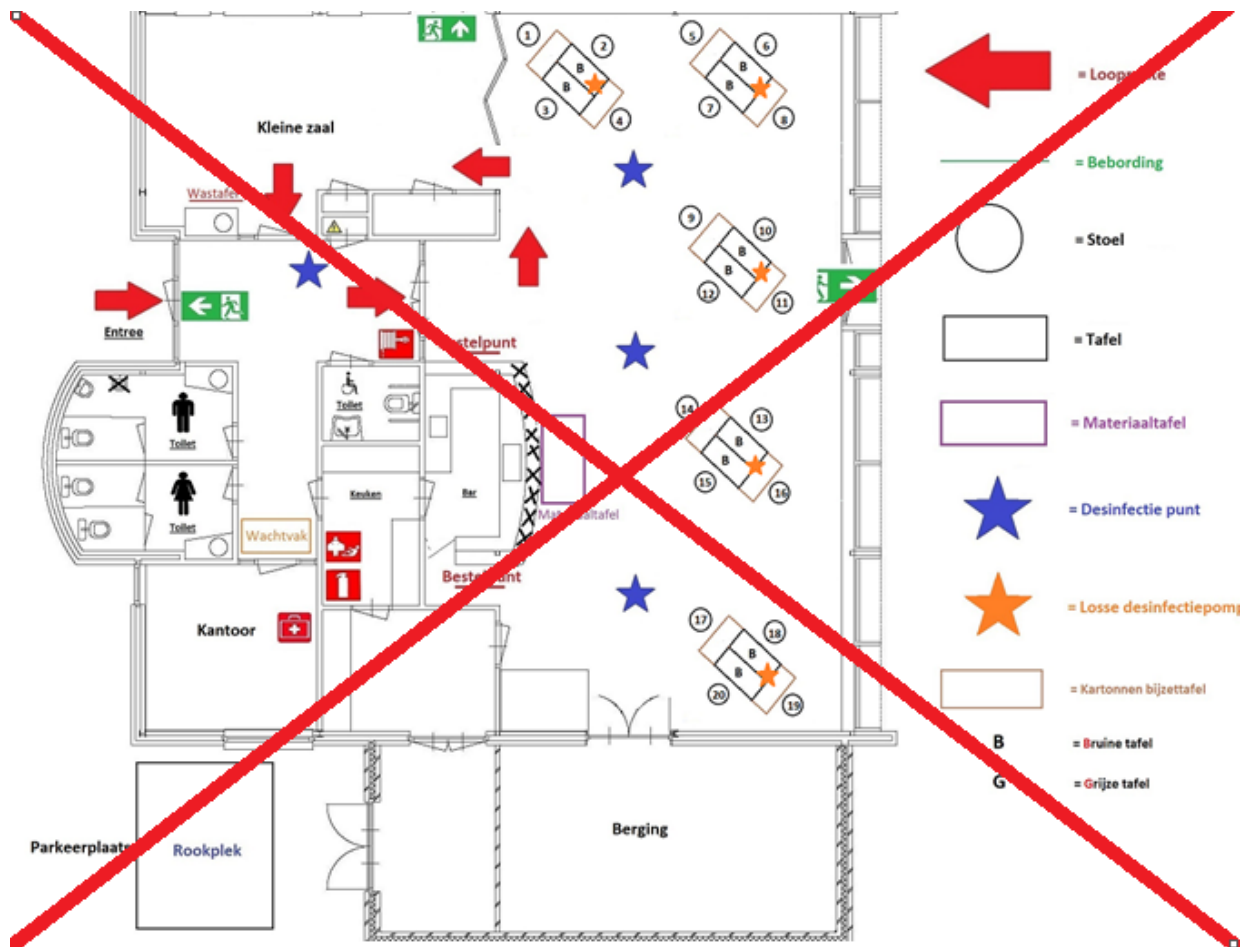 1
2
5
6
B
B
B
B
3
4
7
8
= Looproute
Kleine zaal
= Bebording
Wastafel
9
10
B
B
12
11
= Stoel
Entree
Bestelpunt
= Tafel
Toilet
Toilet
14
13
B
B
15
16
= Materiaaltafel
Keuken
Bar
Toilet
Wachtvak
Materiaaltafel
= Desinfectie punt
Bestelpunt
Kantoor
17
18
B
B
20
19
= Losse desinfectiepomp
= Kartonnen bijzettafel
B
= Bruine tafel
G
= Grijze tafel
Berging
Parkeerplaats
Rookplek